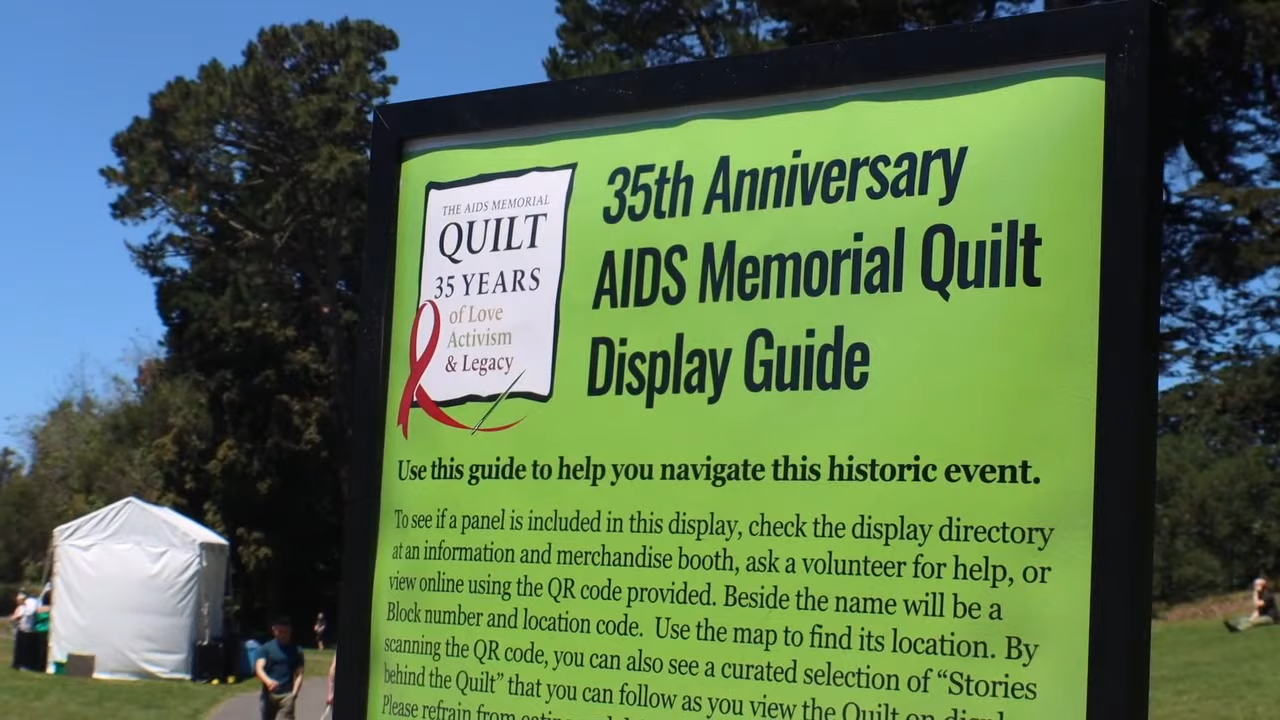 THE AIDS MEMORIAL
QUILT
35 YEARS
of Love
Activism
& Legacy
35th Anniversary
AIDS Memorial Quilt
Display Guide
Use this guide to help you navigate this historic event.
To see if a panel is included in this display, check the display directory
at an information and merchandise booth, ask a volunteer for help, or
view online using the QR code provided. Beside the name will be a
Block number and location code. Use the map to find its location. By
scanning the QR code, you can also see a curated selection of “Stories
behind the Quilt” that you can follow as you view the Quilt on
Please refrain from